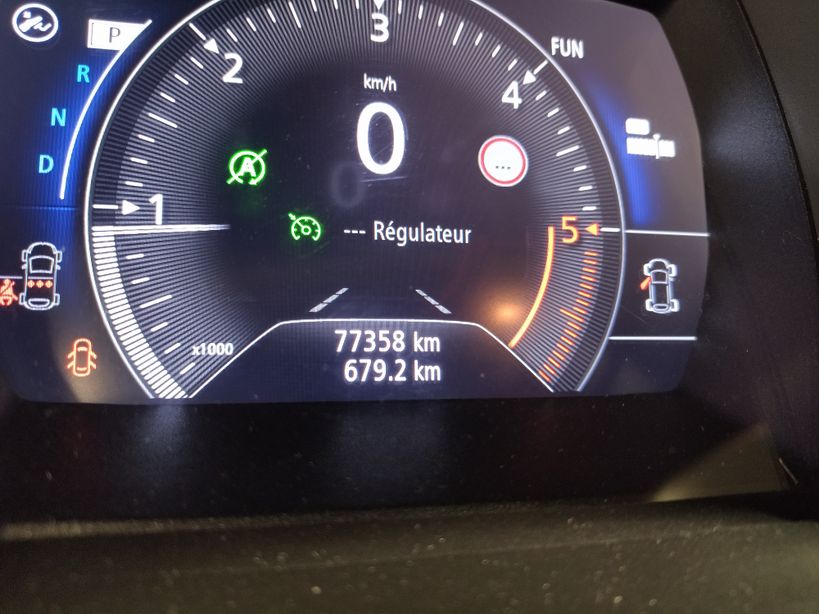 P
R
N
D
1
2
3
4
5
FUN
km/h
0
A
--- Régulateur
x1000
77358 km
679.2 km